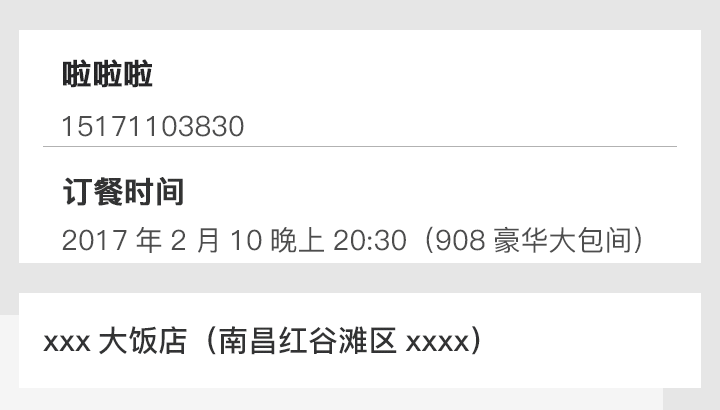 啦啦啦
15171103830
订餐时间
2017 年 2 月 10 晚上 20:30（908 豪华大包间）
xxx 大饭店（南昌红谷滩区 xxxx）